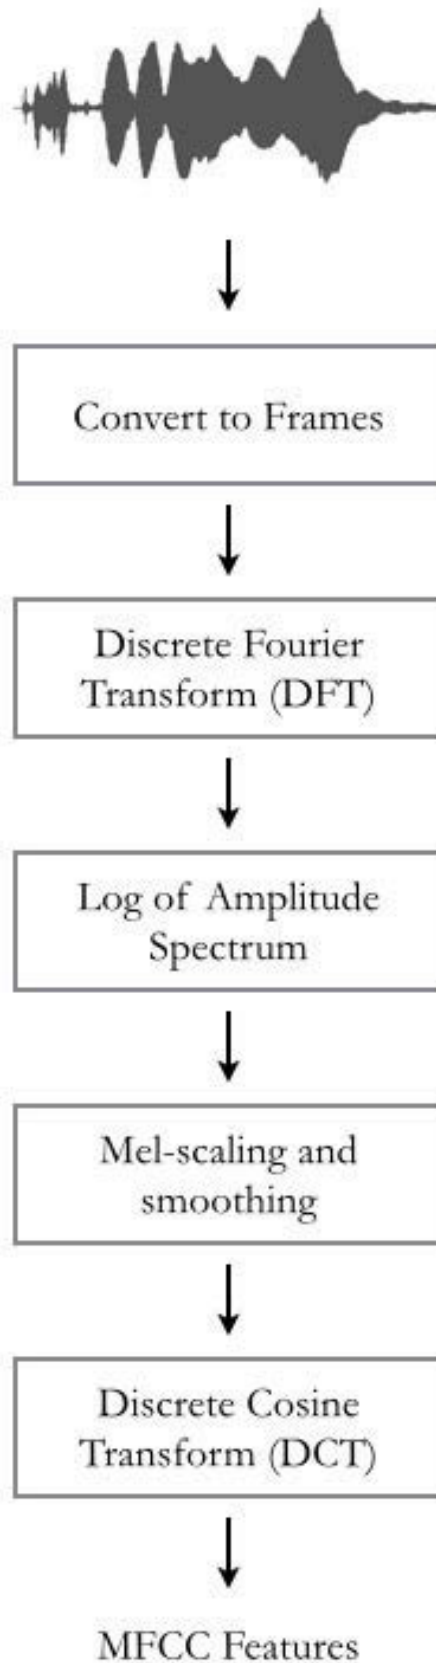 Convert to Frames
Discrete Fourier
Transform (DFT)
Log of Amplitude
Spectrum
Mel-scaling and
smoothing
Discrete Cosine
Transform (DCT)
MFCC Features